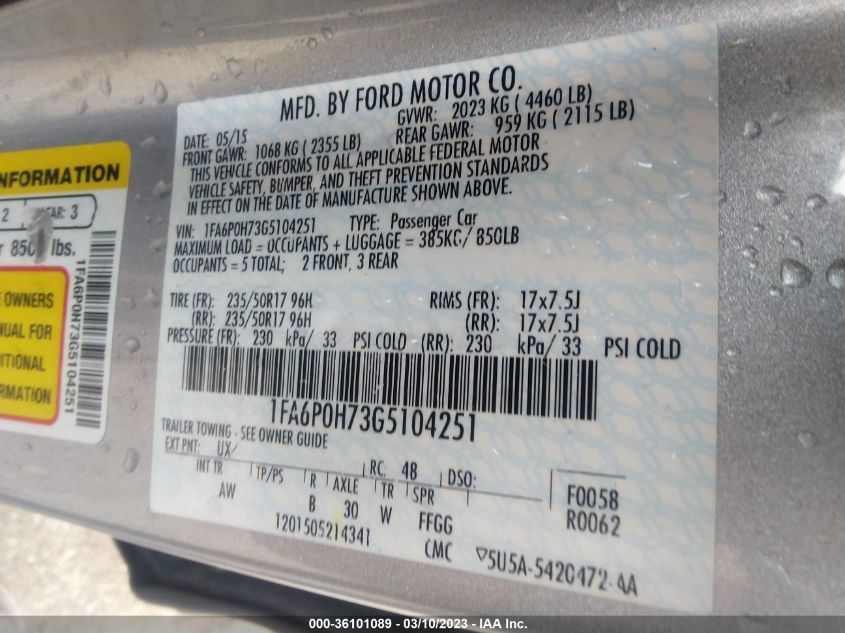 MFD. BY FORD MOTOR CO.
DATE: 05/15
GVWR: 2023 KG ( 4460 LB)
FRONT GAWR: 1068 KG ( 2355 LB)
REAR GAWR: 959 KG ( 2115 LB)
THIS VEHICLE CONFORMS TO ALL APPLICABLE FEDERAL MOTOR
VEHICLE SAFETY, BUMPER, AND THEFT PREVENTION STANDARDS
IN EFFECT ON THE DATE OF MANUFACTURE SHOWN ABOVE.
VIN: 1FA6P0H73G5104251 TYPE: Passenger Car
MAXIMUM LOAD = OCCUPANTS + LUGGAGE = 385KG/ 850LB
OCCUPANTS = 5 TOTAL; 2 FRONT, 3 REAR
TIRE (FR): 235/50R17 96H RIMS (FR): 17x7.5J
(RR): 235/50R17 96H (RR): 17x7.5J
PRESSURE (FR): 230 kPa/ 33 PSI COLD (RR): 230 kPa/ 33 PSI COLD
1FA6P0H73G5104251
TRAILER TOWING - SEE OWNER GUIDE
EXT PNT: UX/ RC: 48 DSO:
INT TR TP/PS R AXLE TR SPR
AW B 30 W FFGG
F0058
R0062
1201505214341 CMC
5U5A-5420472-AA
NFORMATION
2 REAR: 3
r 850 lbs.
1FA6P0H73G5104251
E OWNERS
NUAL FOR
DITIONAL
RMATION
000-36101089 - 03/10/2023 - IAA Inc.